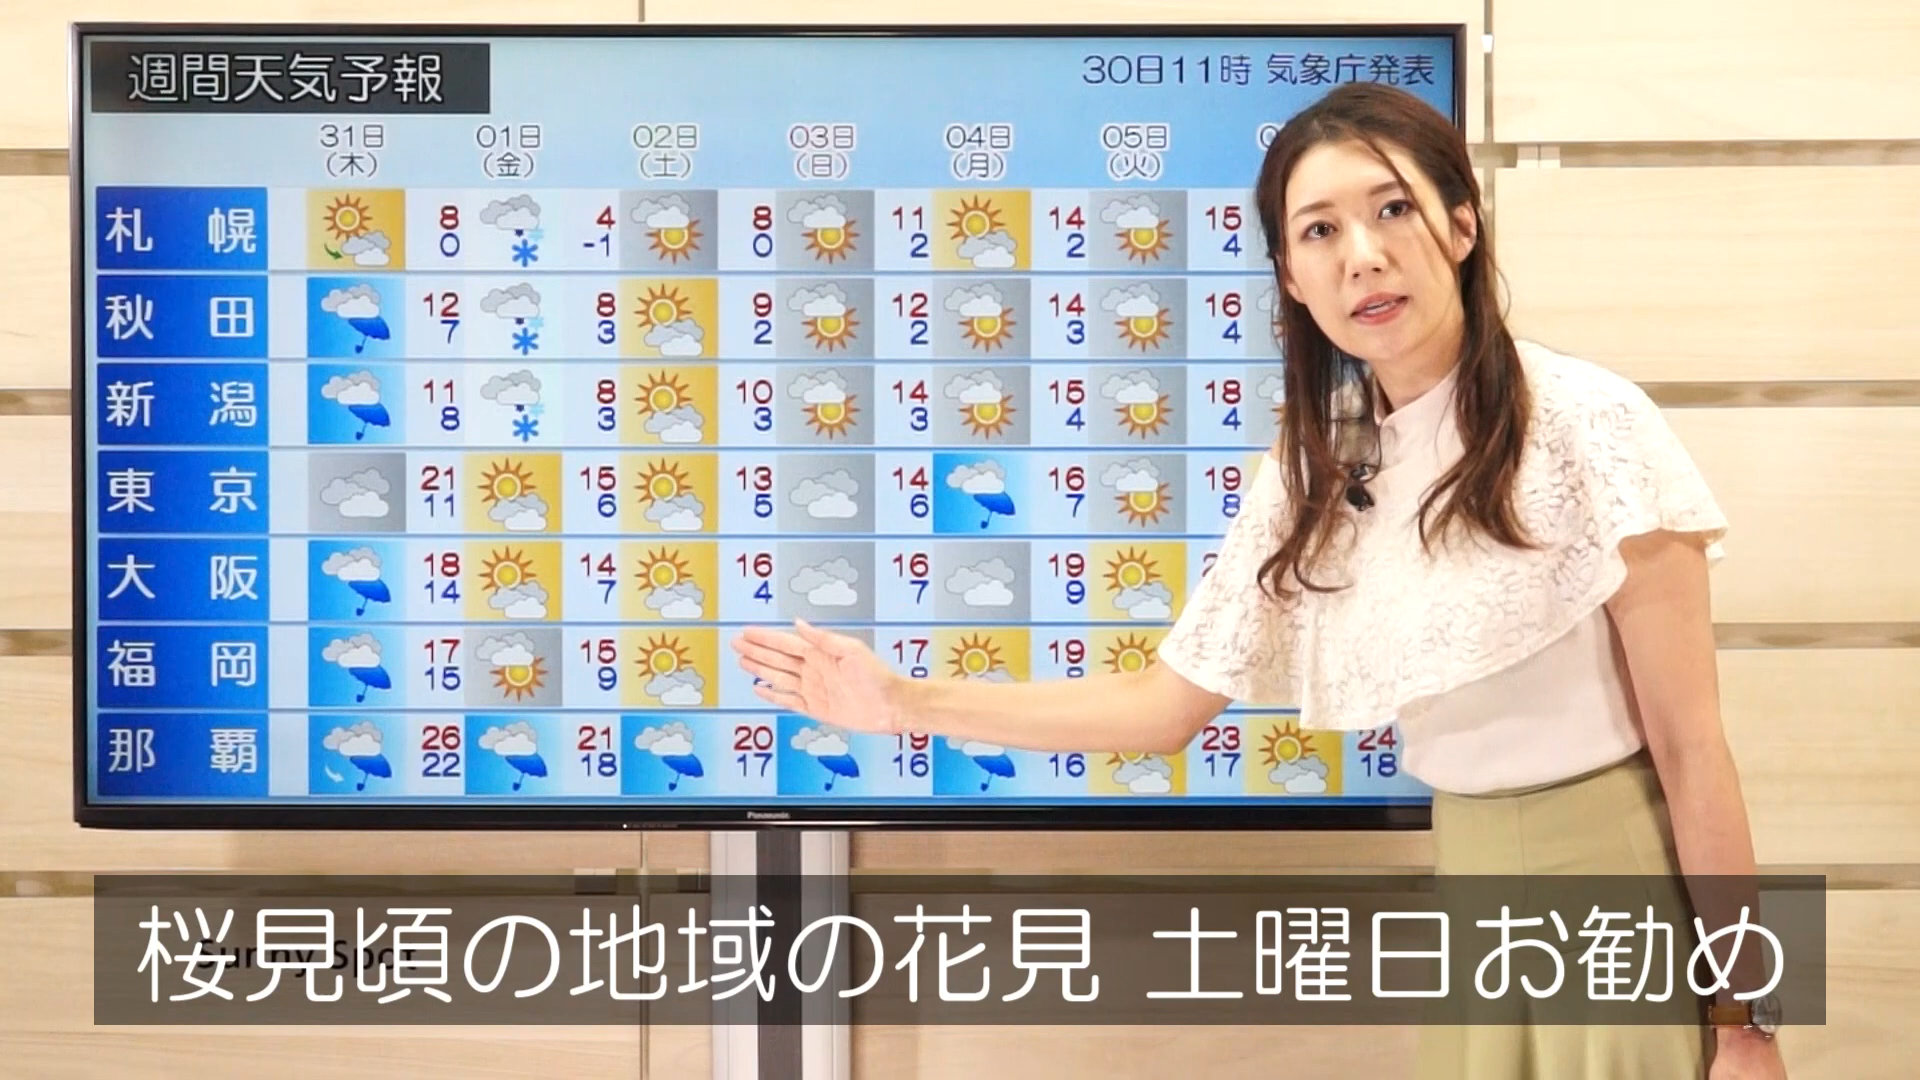 週間天気予報
30日11時 気象庁発表
31日 01日 02日 03日 04日 05日
(木) (金) (土) (日) (月) (火)
札幌 8 4 8 11 14 15
0 -1 0 2 2 4
秋田 12 8 9 12 14 16
7 3 2 2 3 4
新潟 11 8 10 14 15 18
8 3 3 3 4 4
東京 21 15 13 14 16 19
11 6 5 6 7 8
大阪 18 14 16 16 19
14 7 4 7 9
福岡 17 15 17 19
15 9 8 8
那覇 26 21 20 19 23 24
22 18 17 16 16 17 18
Panasonic
Sunny Spot
桜見頃の地域の花見 土曜日お勧め